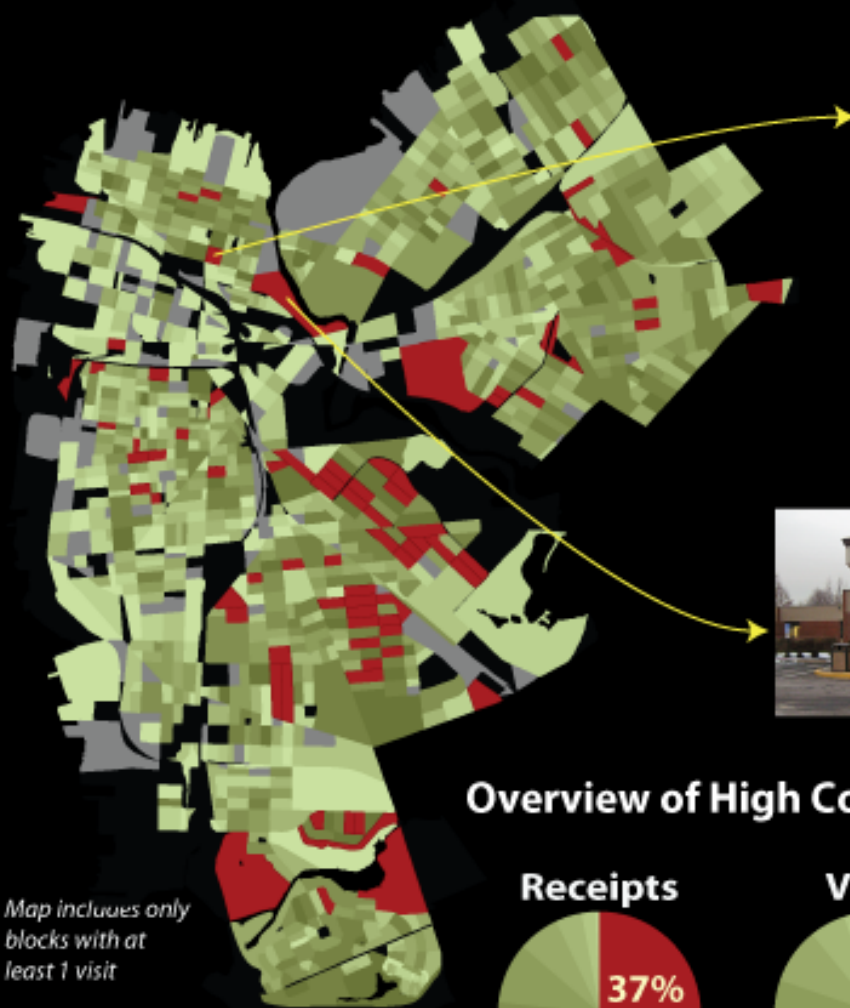 Overview of High Co
Receipts
V
37%
Map includes only
blocks with at
least 1 visit